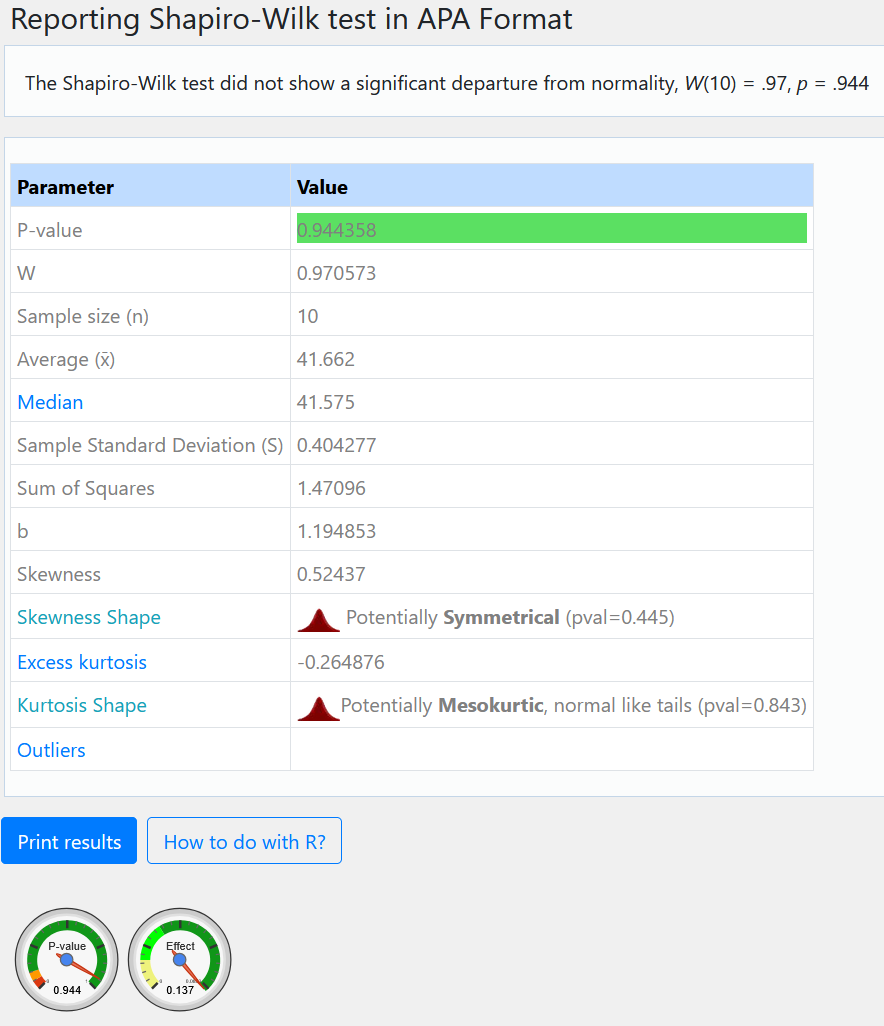 Reporting Shapiro-Wilk test in APA Format
The Shapiro-Wilk test did not show a significant departure from normality, W(10) = .97, p = .944
Parameter Value
P-value 0.944358
W 0.970573
Sample size (n) 10
Average (x̄) 41.662
Median 41.575
Sample Standard Deviation (S) 0.404277
Sum of Squares 1.47096
b 1.194853
Skewness 0.52437
Skewness Shape Potentially Symmetrical (pval=0.445)
Excess kurtosis -0.264876
Kurtosis Shape Potentially Mesokurtic, normal like tails (pval=0.843)
Outliers
Print results How to do with R?
P-value Effect
0.944 0.137